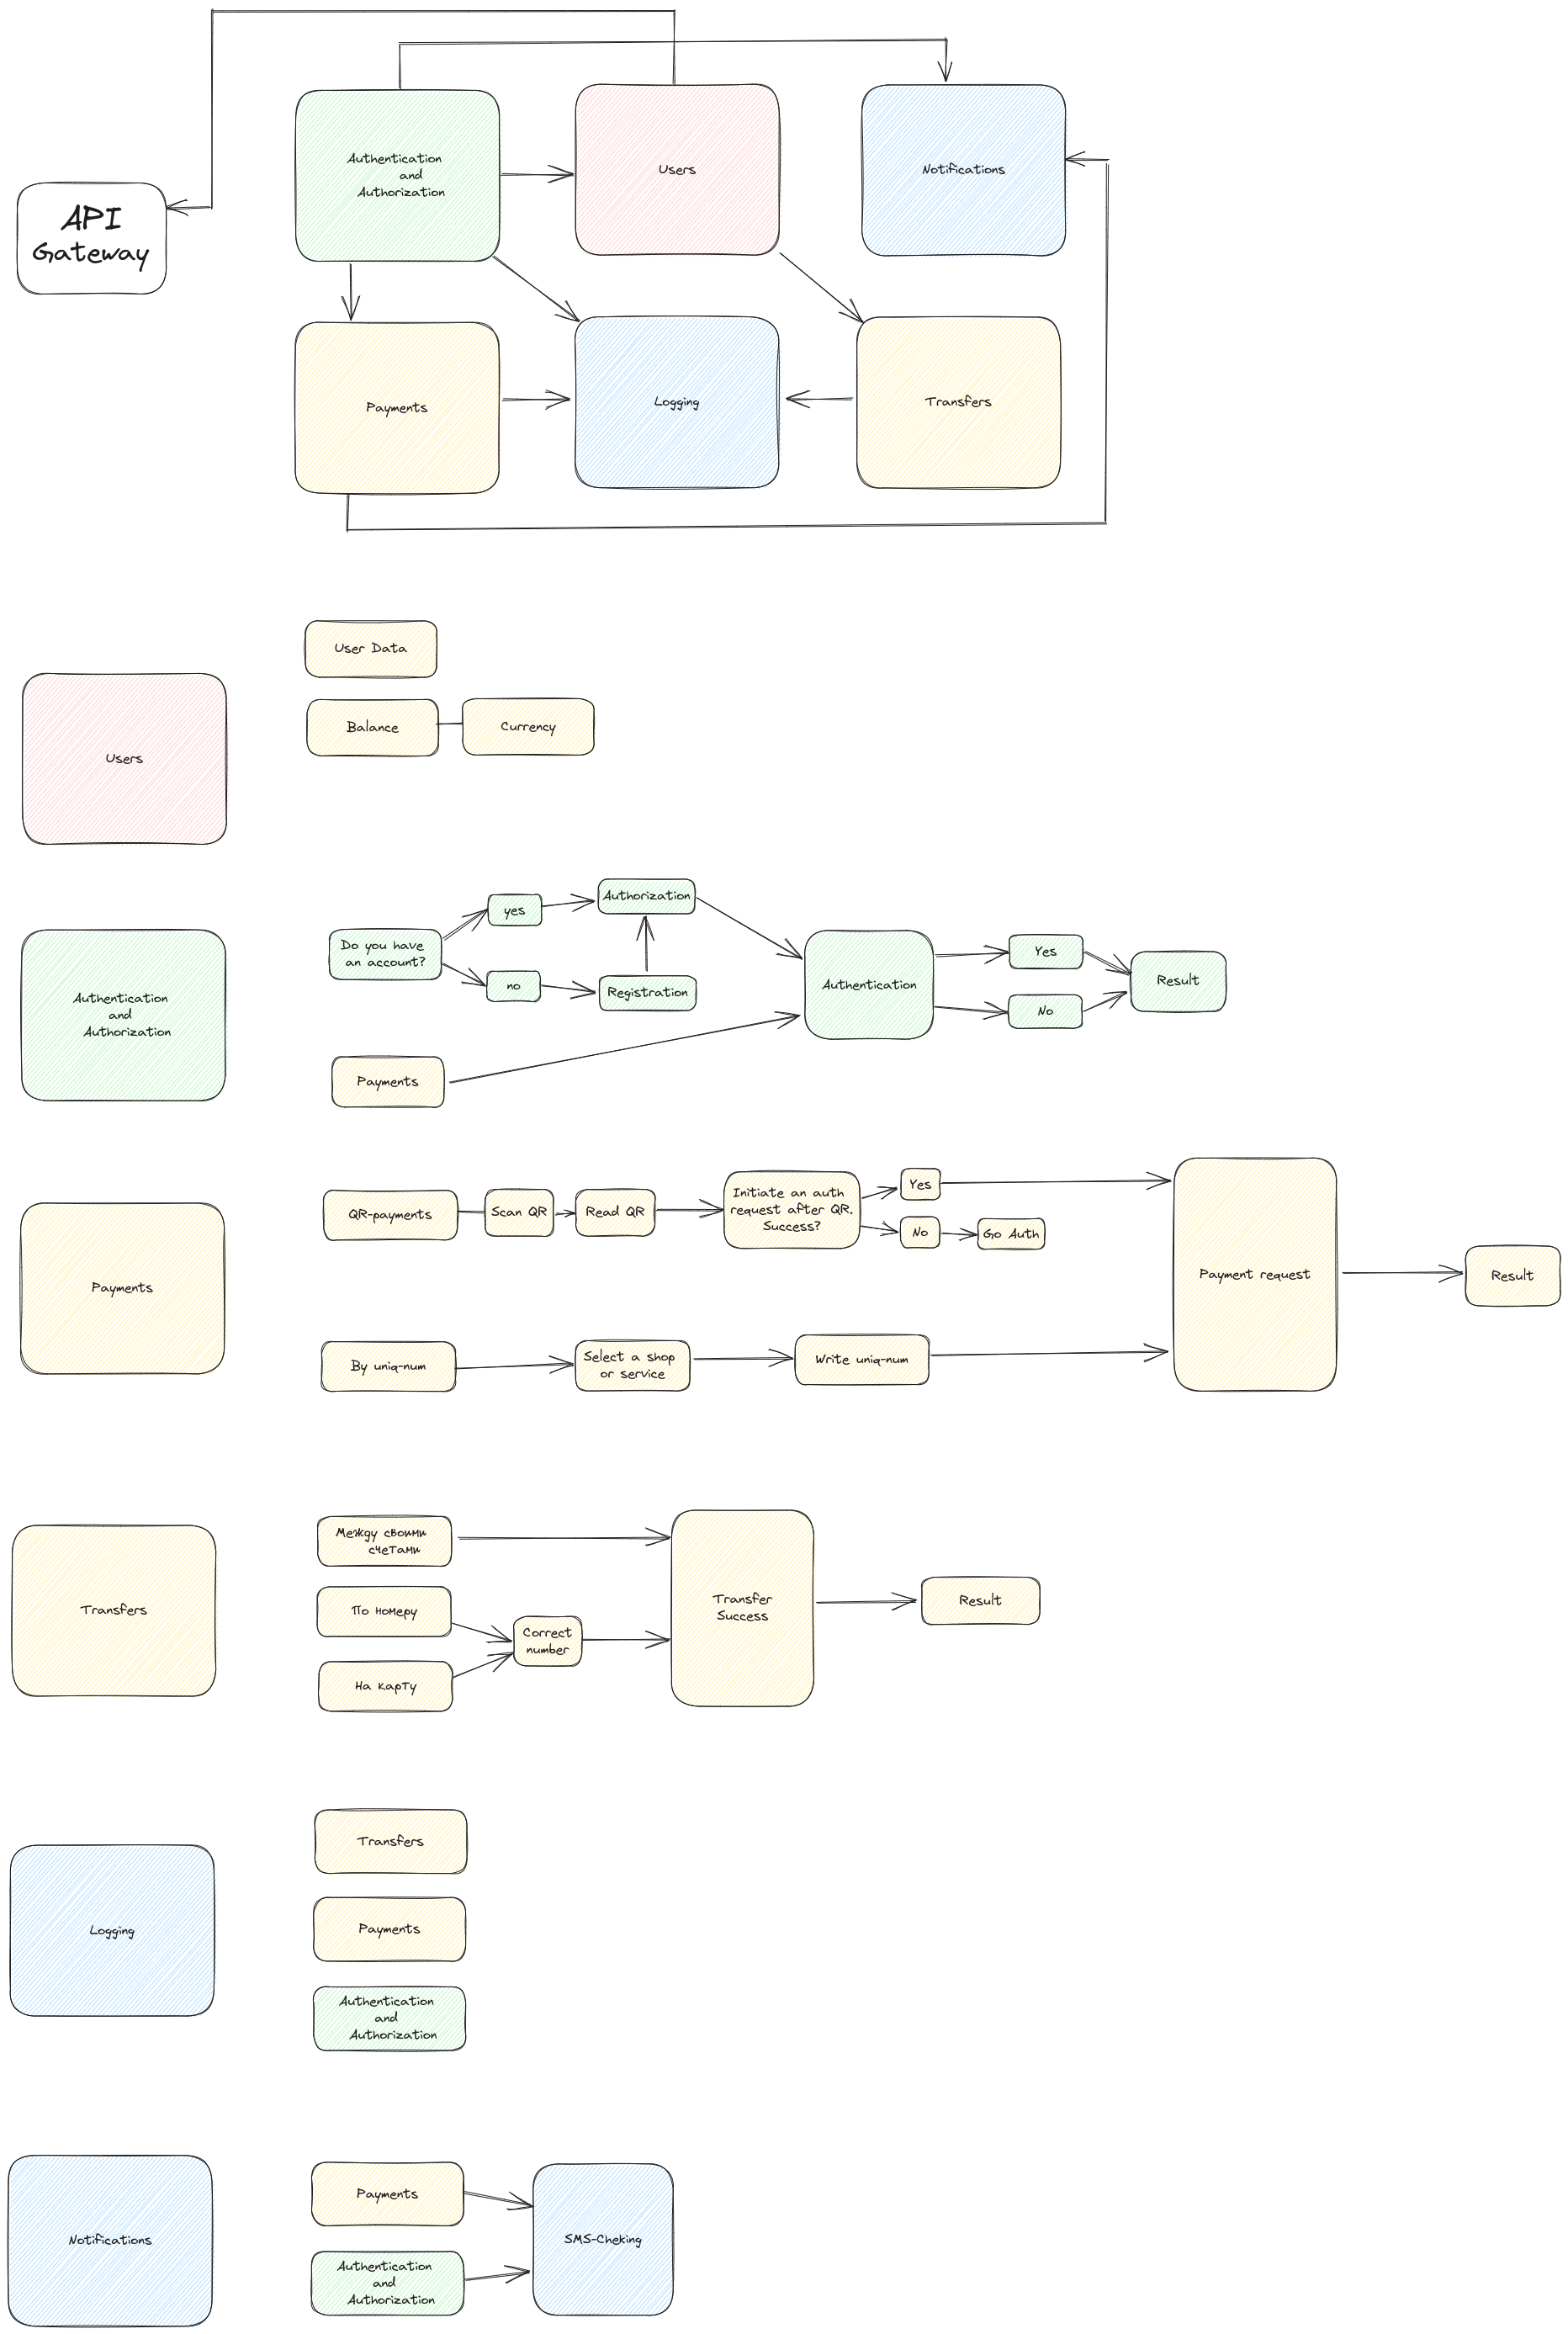 API
Gateway
Authentication
and
Authorization
Users
Notifications
Payments
Logging
Transfers
Users
User Data
Balance
Currency
Authentication
and
Authorization
Do you have
an account?
yes
no
Authorization
Registration
Authentication
Yes
No
Result
Payments
Payments
QR-payments
Scan QR
Read QR
Initiate an auth
request after QR.
Success?
Yes
No
Go Auth
By uniq-num
Select a shop
or service
Write uniq-num
Payment request
Result
Transfers
Между своими
счетами
По номеру
На карту
Correct
number
Transfer
Success
Result
Logging
Transfers
Payments
Authentication
and
Authorization
Notifications
Payments
Authentication
and
Authorization
SMS-Cheking